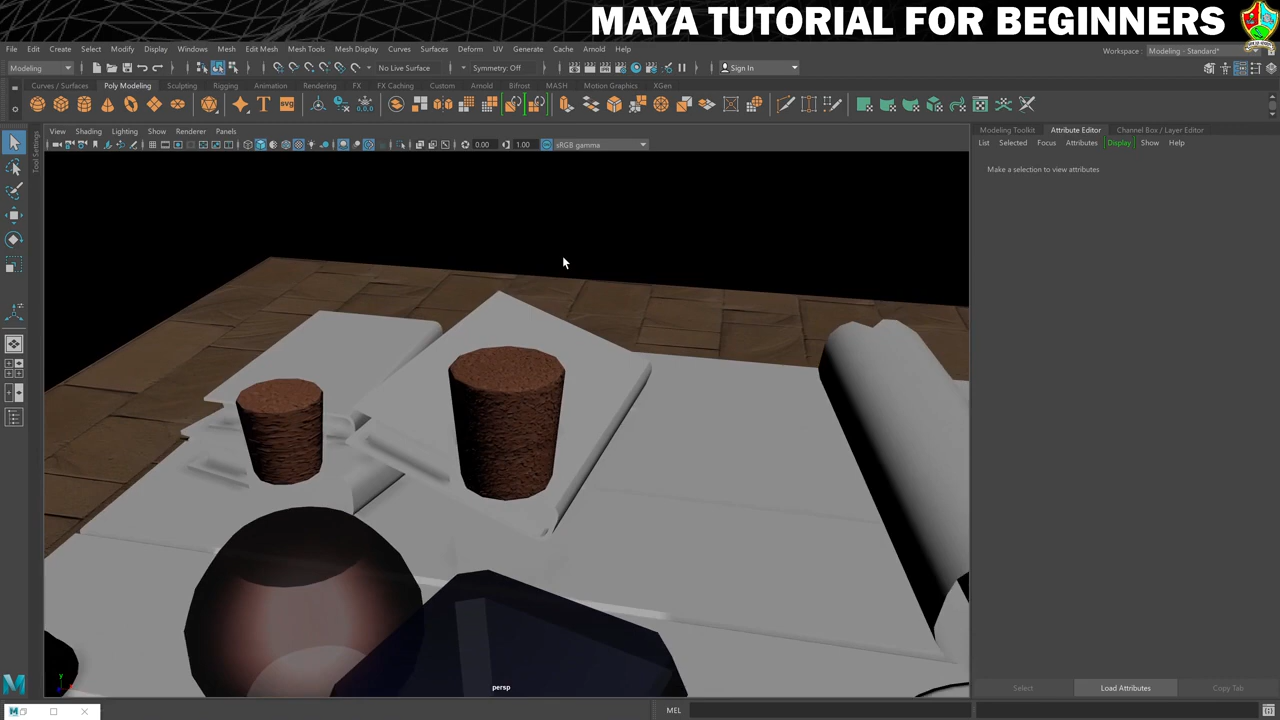 MAYA TUTORIAL FOR BEGINNERS
File Edit Create Select Modify Display Windows Mesh Edit Mesh Mesh Tools Mesh Display Curves Surfaces Deform UV Generate Cache Arnold Help
Workspace : Modeling - Standard*
Modeling No Live Surface Symmetry: Off Sign In
Curves / Surfaces Poly Modeling Sculpting Rigging Animation Rendering FX FX Caching Custom Arnold Bifrost MASH Motion Graphics XGen
View Shading Lighting Show Renderer Panels
0.00 1.00 sRGB gamma
Tool Settings
Modeling Toolkit Attribute Editor Channel Box / Layer Editor
List Selected Focus Attributes Display Show Help
Make a selection to view attributes
persp
Select Load Attributes Copy Tab
MEL